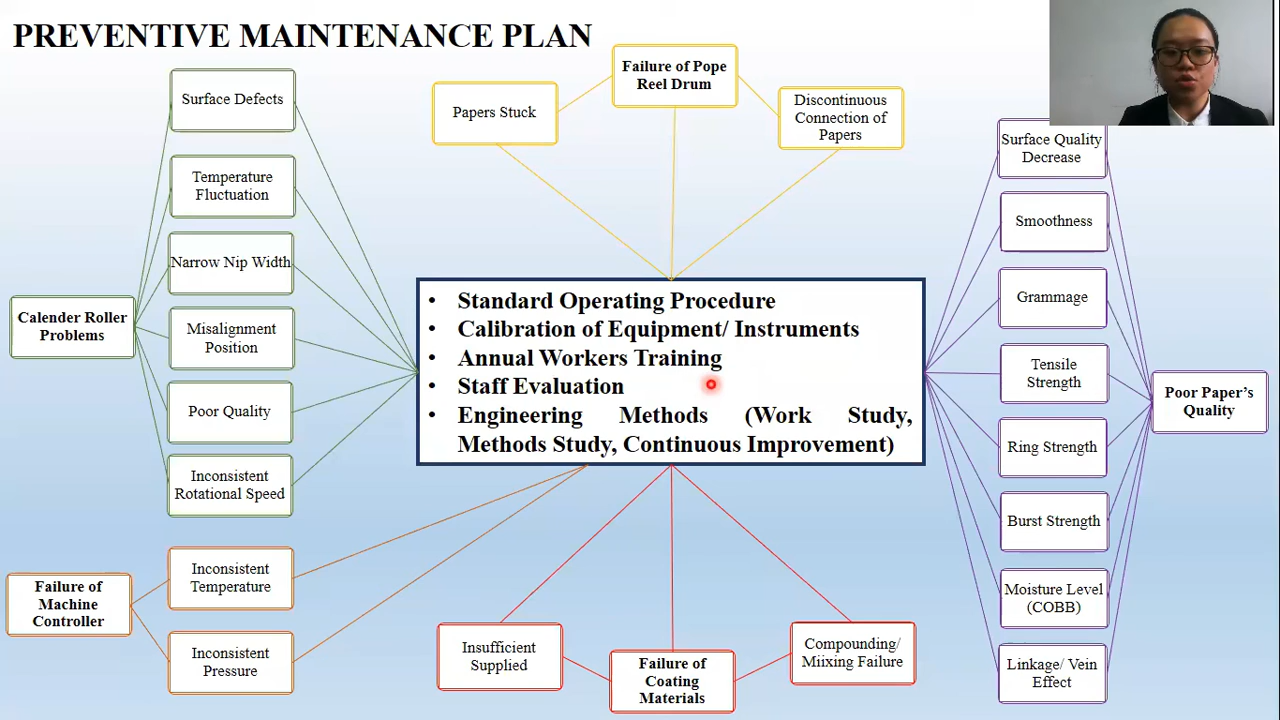 PREVENTIVE MAINTENANCE PLAN
Surface Defects
Temperature
Fluctuation
Narrow Nip Width
Misalignment
Position
Poor Quality
Inconsistent
Rotational Speed
Calender Roller
Problems
Failure of
Machine
Controller
Inconsistent
Temperature
Inconsistent
Pressure
Papers Stuck
Failure of Pope
Reel Drum
Discontinuous
Connection of
Papers
• Standard Operating Procedure
• Calibration of Equipment/ Instruments
• Annual Workers Training
• Staff Evaluation
• Engineering Methods (Work Study,
Methods Study, Continuous Improvement)
Insufficient
Supplied
Failure of
Coating
Materials
Compounding/
Miixing Failure
Surface Quality
Decrease
Smoothness
Grammage
Tensile
Strength
Ring Strength
Burst Strength
Moisture Level
(COBB)
Linkage/ Vein
Effect
Poor Paper's
Quality